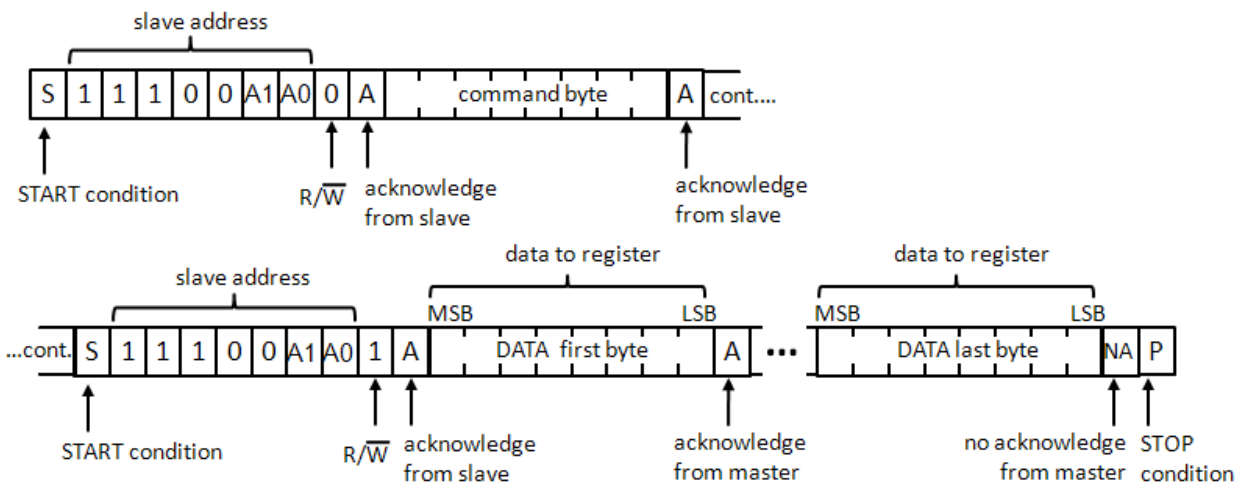 slave address
S 1 1 1 0 0 A1 A0 0 A command byte A cont....
START condition
R/W̅
acknowledge
from slave
acknowledge
from slave
data to register
data to register
slave address
MSB LSB MSB LSB
...cont. S 1 1 1 0 0 A1 A0 1 A DATA first byte A ••• DATA last byte NA P
START condition
R/W̅
acknowledge
from slave
acknowledge
from master
no acknowledge
from master
STOP
condition